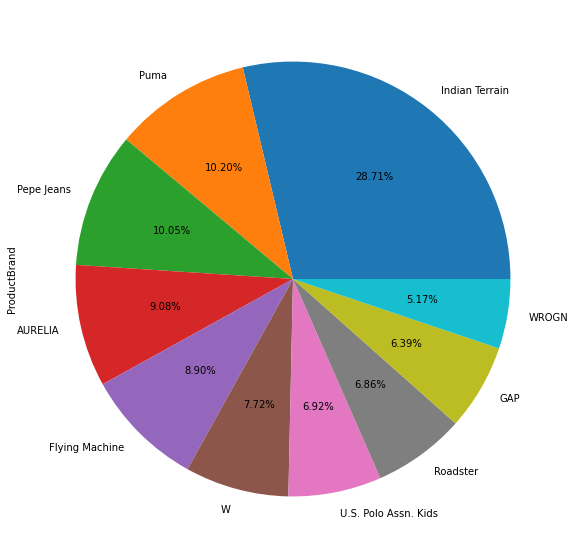 Indian Terrain
28.71%
Puma
10.20%
Pepe Jeans
10.05%
AURELIA
9.08%
Flying Machine
8.90%
W
7.72%
U.S. Polo Assn. Kids
6.92%
Roadster
6.86%
GAP
6.39%
WROGN
5.17%
ProductBrand